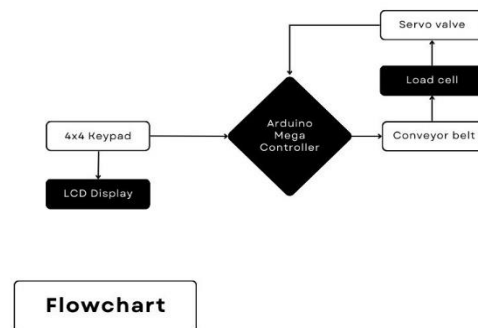 Servo valve
Load cell
Arduino
Mega
Controller
4x4 Keypad
Conveyor belt
LCD Display
Flowchart